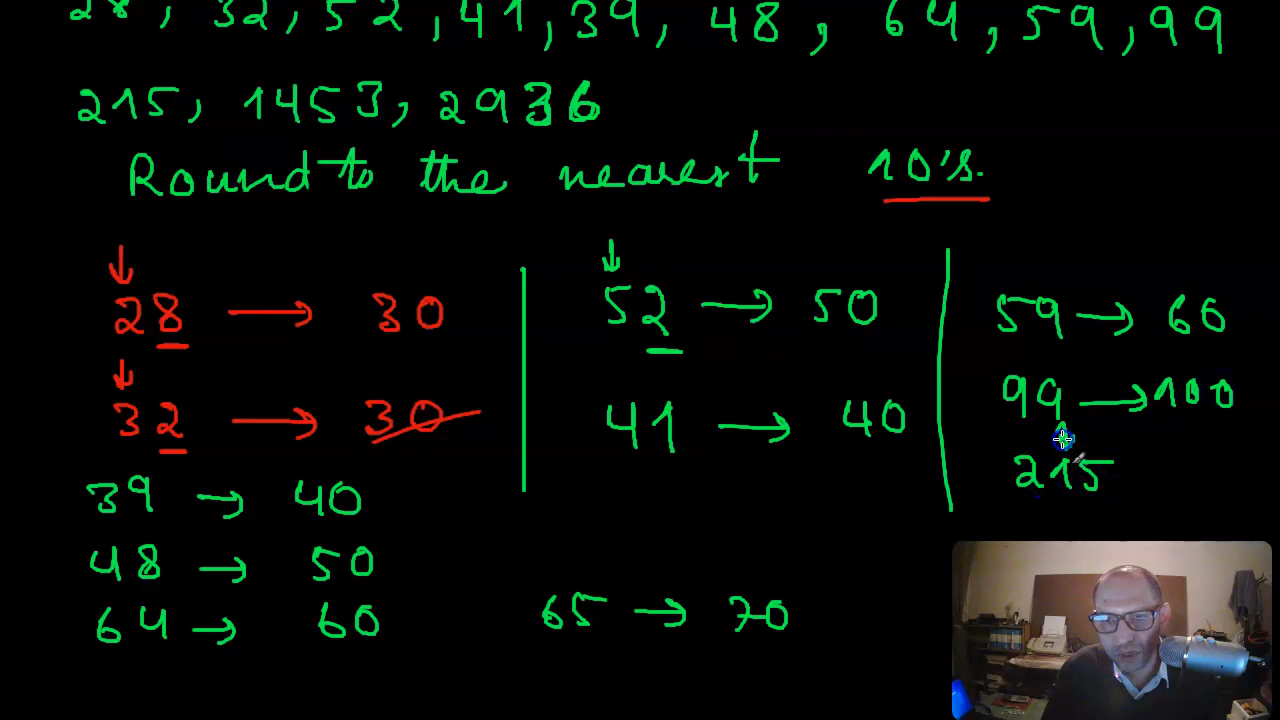 28, 32, 52, 41, 39, 48, 64, 59, 99
215, 1453, 2936
Round to the nearest 10's.
28 → 30
32 → 30
39 → 40
48 → 50
64 → 60
52 → 50
41 → 40
65 → 70
59 → 60
99 → 100
215